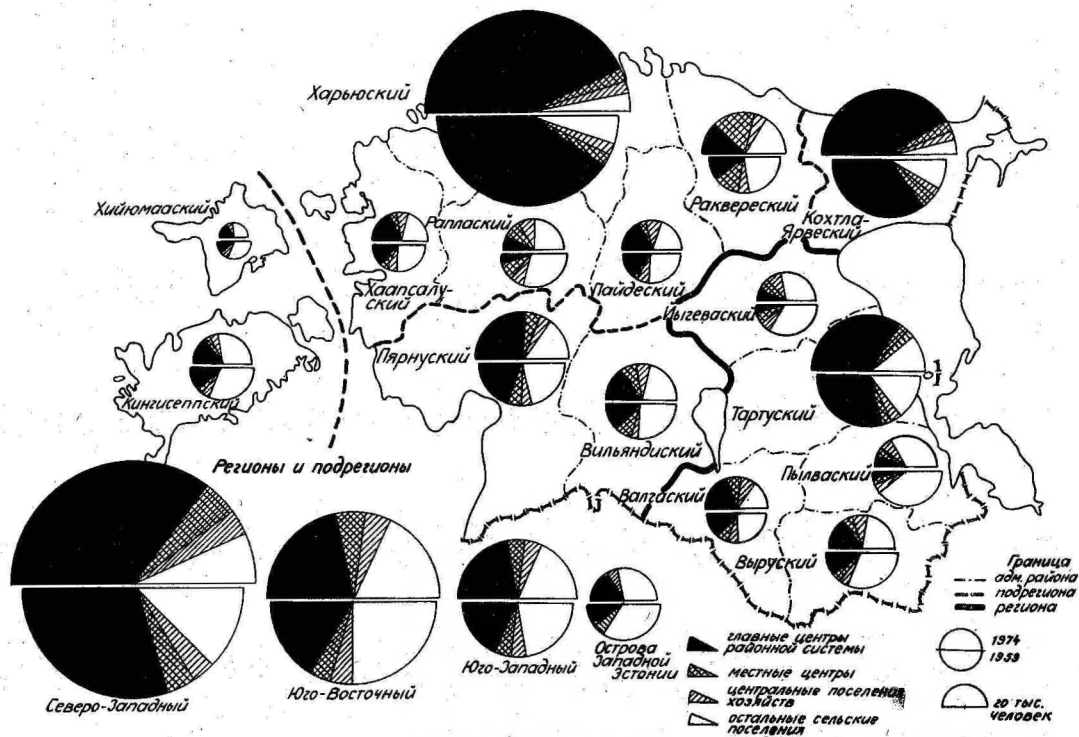 Харьюский
Раквереский
Кохтла-
Ярвеский
Хийюмааский
Раплаский
Хаапсалу-
ский
Пайдеский
Йыгеваский
Пярнуский
Кингисеппский
Тартуский
Вильяндиский
Пылваский
Валгаский
Выруский
Регионы и подрегионы
Северо-Западный
Юго-Восточный
Юго-Западный
Острова
Западной
Эстонии
главные центры
районной системы
местные центры
центральные поселения
хозяйств
остальные сельские
поселения
Граница
адм. района
подрегиона
региона
1974
1959
20 тыс.
человек